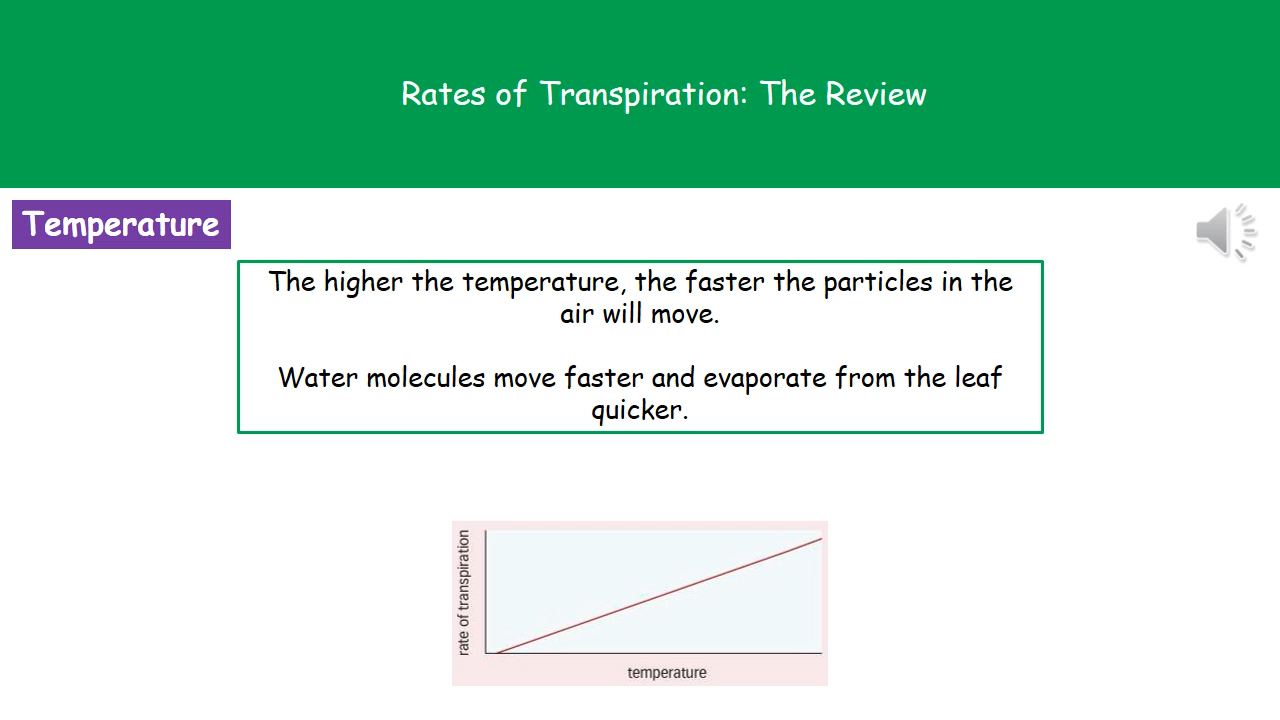 Rates of Transpiration: The Review
Temperature
The higher the temperature, the faster the particles in the
air will move.
Water molecules move faster and evaporate from the leaf
quicker.
rate of transpiration
temperature